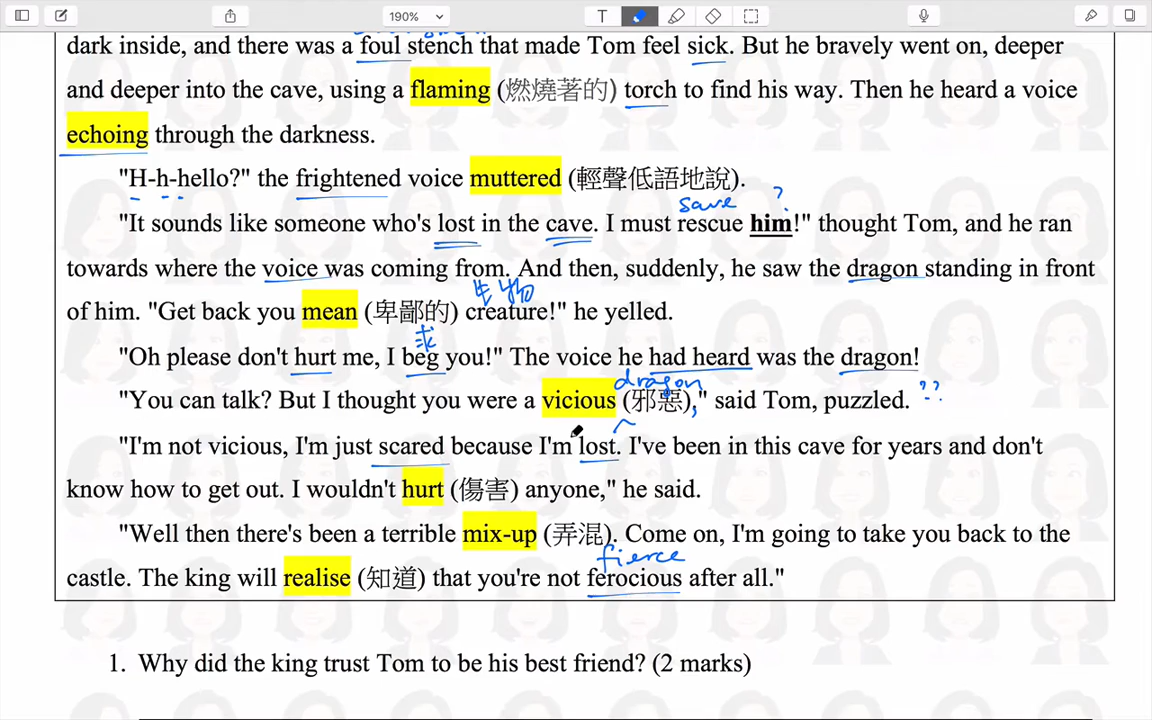 190%
T
dark inside, and there was a foul stench that made Tom feel sick. But he bravely went on, deeper
and deeper into the cave, using a flaming (燃燒著的) torch to find his way. Then he heard a voice
echoing through the darkness.
"H-h-hello?" the frightened voice muttered (輕聲低語地說).
save ?
"It sounds like someone who's lost in the cave. I must rescue him!" thought Tom, and he ran
towards where the voice was coming from. And then, suddenly, he saw the dragon standing in front
生物
of him. "Get back you mean (卑鄙的) creature!" he yelled.
求
"Oh please don't hurt me, I beg you!" The voice he had heard was the dragon!
dragon
"You can talk? But I thought you were a vicious (邪惡)," said Tom, puzzled. ??
"I'm not vicious, I'm just scared because I'm lost. I've been in this cave for years and don't
know how to get out. I wouldn't hurt (傷害) anyone," he said.
"Well then there's been a terrible mix-up (弄混). Come on, I'm going to take you back to the
fierce
castle. The king will realise (知道) that you're not ferocious after all."
1. Why did the king trust Tom to be his best friend? (2 marks)